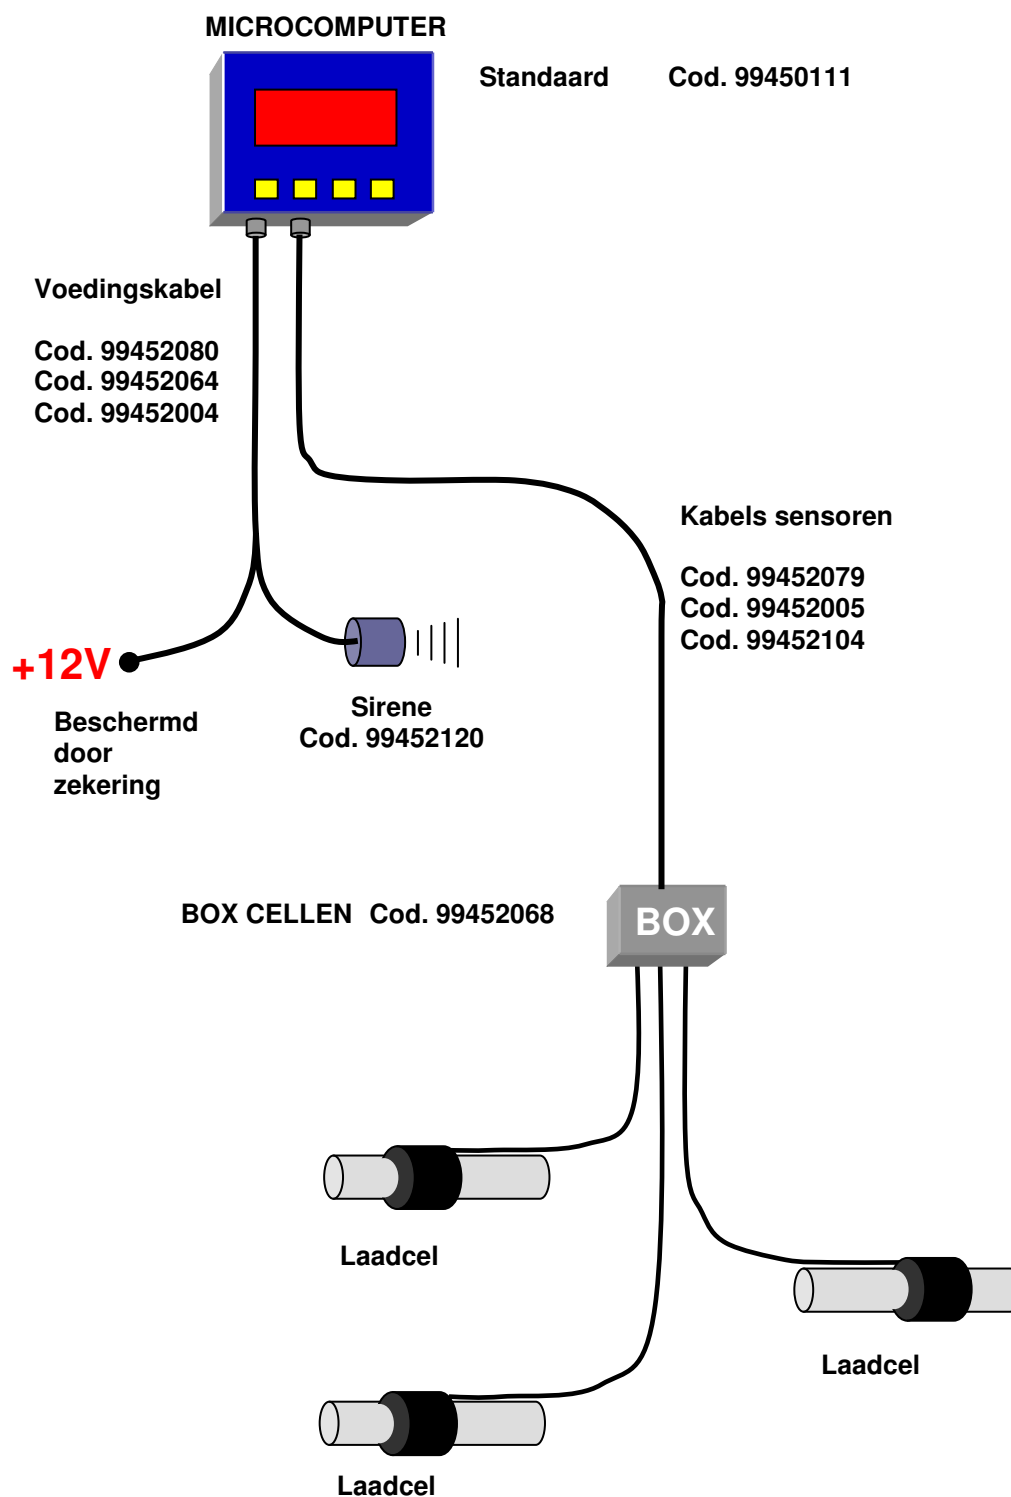 MICROCOMPUTER
Standaard Cod. 99450111
Voedingskabel
Cod. 99452080
Cod. 99452064
Cod. 99452004
Kabels sensoren
Cod. 99452079
Cod. 99452005
Cod. 99452104
+12V
Beschermd
door
zekering
Sirene
Cod. 99452120
BOX CELLEN Cod. 99452068
BOX
Laadcel
Laadcel
Laadcel